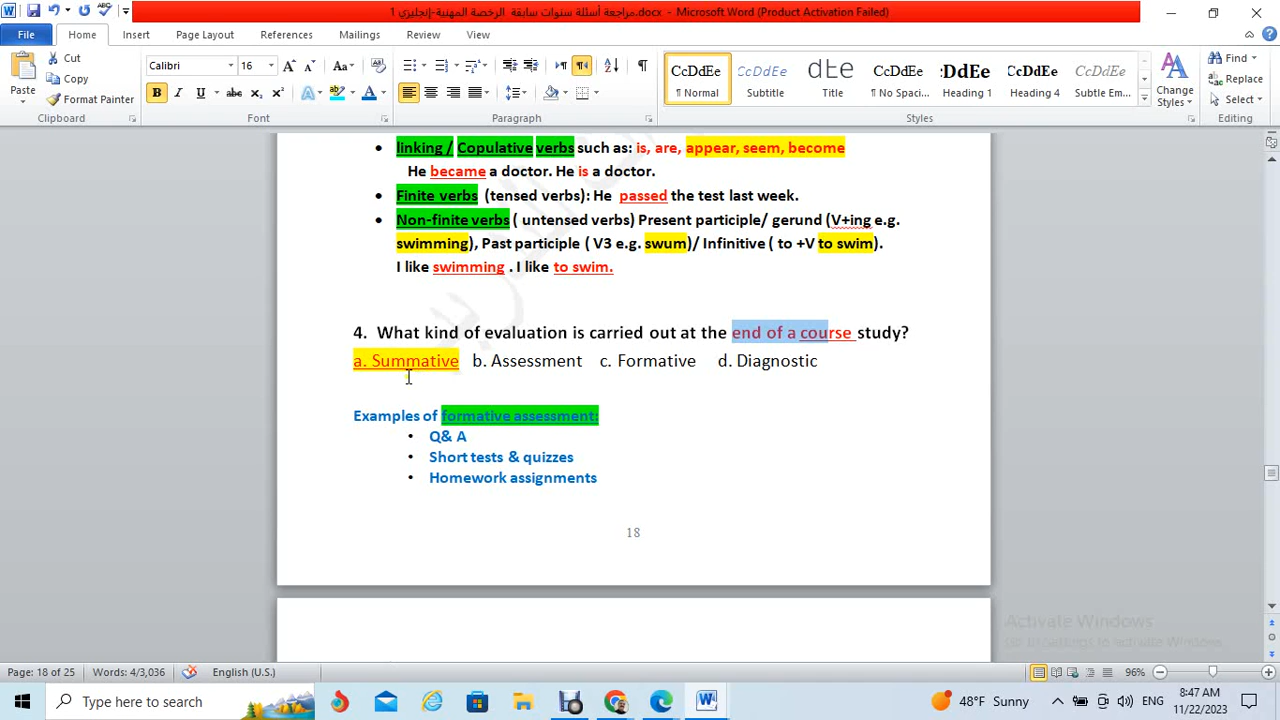 مراجعة أسئلة سنوات سابقة الرخصة المهنية-إنجليزي 1.docx - Microsoft Word (Product Activation Failed)
File Home Insert Page Layout References Mailings Review View
Paste
Cut
Copy
Format Painter
Clipboard
Calibri 16
Font
Paragraph
CcDdEe CcDdEe CcDdEe DdEe CcDdEe CcDdEe
¶ Normal Subtitle Title ¶ No Spaci... Heading 1 Heading 4 Subtle Em...
Change Styles
Styles
Find
Replace
Select
Editing
• linking / Copulative verbs such as: is, are, appear, seem, become
He became a doctor. He is a doctor.
• Finite verbs (tensed verbs): He passed the test last week.
• Non-finite verbs ( untensed verbs) Present participle/ gerund (V+ing e.g.
swimming), Past participle ( V3 e.g. swum)/ Infinitive ( to +V to swim).
I like swimming . I like to swim.
4. What kind of evaluation is carried out at the end of a course study?
a. Summative b. Assessment c. Formative d. Diagnostic
Examples of formative assessment:
• Q& A
• Short tests & quizzes
• Homework assignments
18
Activate Windows
Page: 18 of 25 Words: 4/3,036 English (U.S.) 96%
Type here to search
48°F Sunny ENG 8:47 AM
11/22/2023